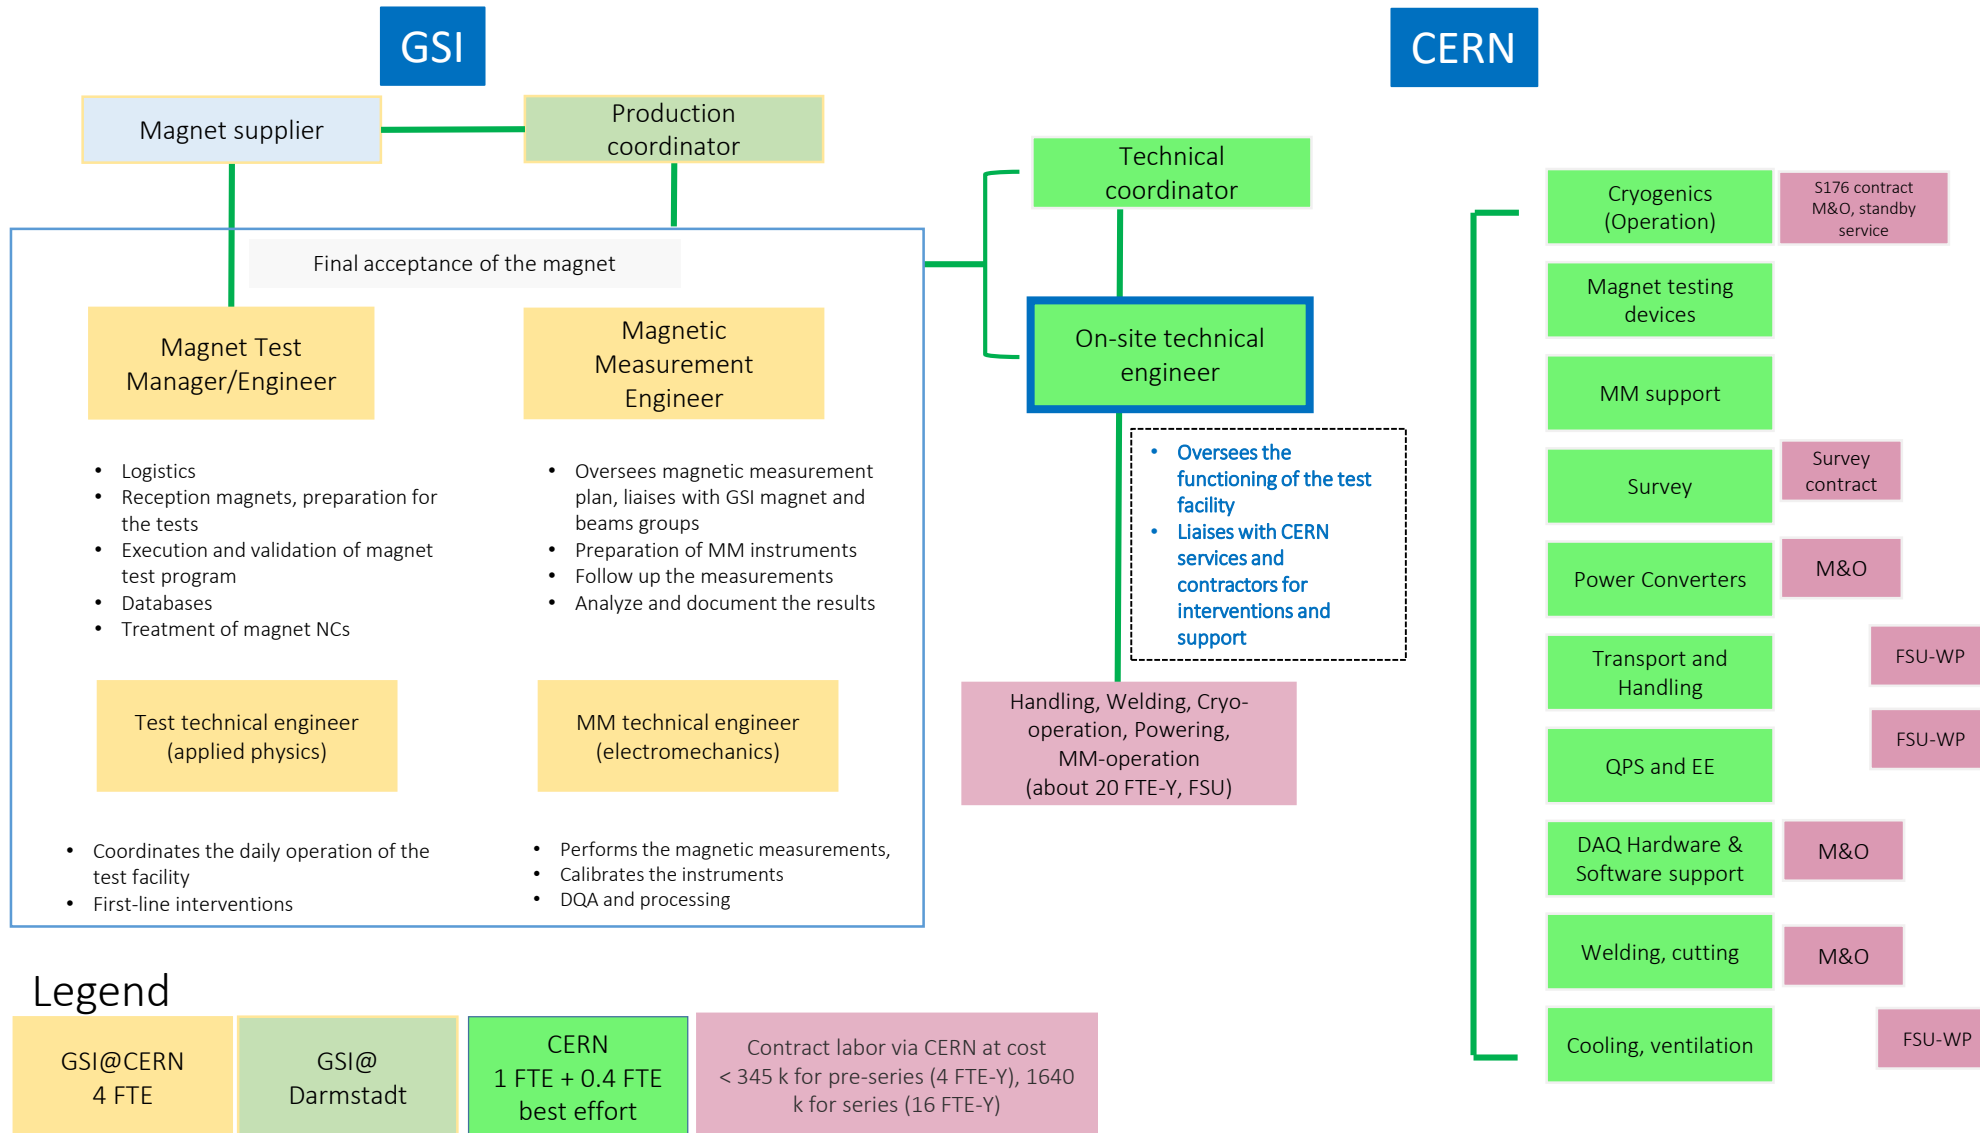 GSI
CERN
Magnet supplier
Production
coordinator
Technical
coordinator
Final acceptance of the magnet
Magnet Test
Manager/Engineer
Magnetic
Measurement
Engineer
On-site technical
engineer
• Logistics
• Reception magnets, preparation for
the tests
• Execution and validation of magnet
test program
• Databases
• Treatment of magnet NCs
• Oversees magnetic measurement
plan, liaises with GSI magnet and
beams groups
• Preparation of MM instruments
• Follow up the measurements
• Analyze and document the results
• Oversees the
functioning of the test
facility
• Liaises with CERN
services and
contractors for
interventions and
support
Test technical engineer
(applied physics)
MM technical engineer
(electromechanics)
Handling, Welding, Cryo-
operation, Powering,
MM-operation
(about 20 FTE-Y, FSU)
• Coordinates the daily operation of the
test facility
• First-line interventions
• Performs the magnetic measurements,
• Calibrates the instruments
• DQA and processing
Cryogenics
(Operation)
S176 contract
M&O, standby
service
Magnet testing
devices
MM support
Survey
Survey
contract
Power Converters
M&O
Transport and
Handling
FSU-WP
QPS and EE
FSU-WP
DAQ Hardware &
Software support
M&O
Welding, cutting
M&O
Cooling, ventilation
FSU-WP
Legend
GSI@CERN
4 FTE
GSI@
Darmstadt
CERN
1 FTE + 0.4 FTE
best effort
Contract labor via CERN at cost
< 345 k for pre-series (4 FTE-Y), 1640
k for series (16 FTE-Y)